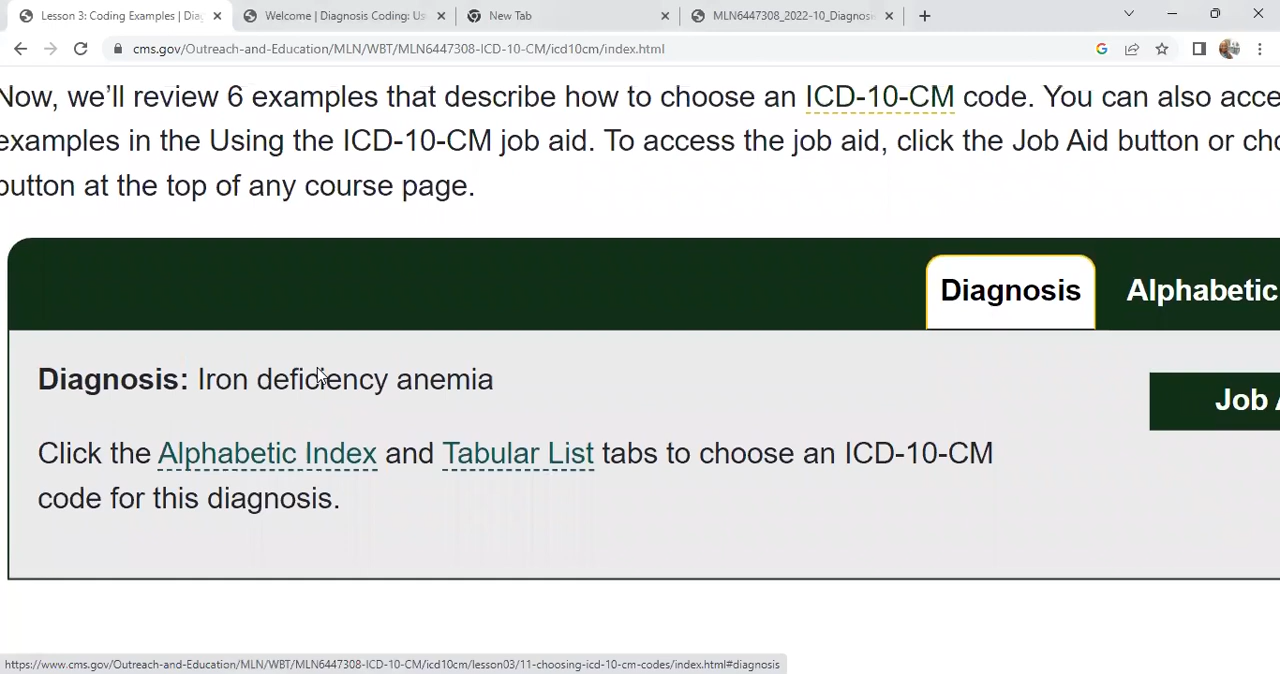 Lesson 3: Coding Examples | Diag
Welcome | Diagnosis Coding: Us
New Tab
MLN6447308_2022-10_Diagnosi
cms.gov/Outreach-and-Education/MLN/WBT/MLN6447308-ICD-10-CM/icd10cm/index.html
Now, we'll review 6 examples that describe how to choose an ICD-10-CM code. You can also acce
examples in the Using the ICD-10-CM job aid. To access the job aid, click the Job Aid button or cho
button at the top of any course page.
Diagnosis Alphabetic
Diagnosis: Iron deficiency anemia
Job A
Click the Alphabetic Index and Tabular List tabs to choose an ICD-10-CM
code for this diagnosis.
https://www.cms.gov/Outreach-and-Education/MLN/WBT/MLN6447308-ICD-10-CM/icd10cm/lesson03/11-choosing-icd-10-cm-codes/index.html#diagnosis